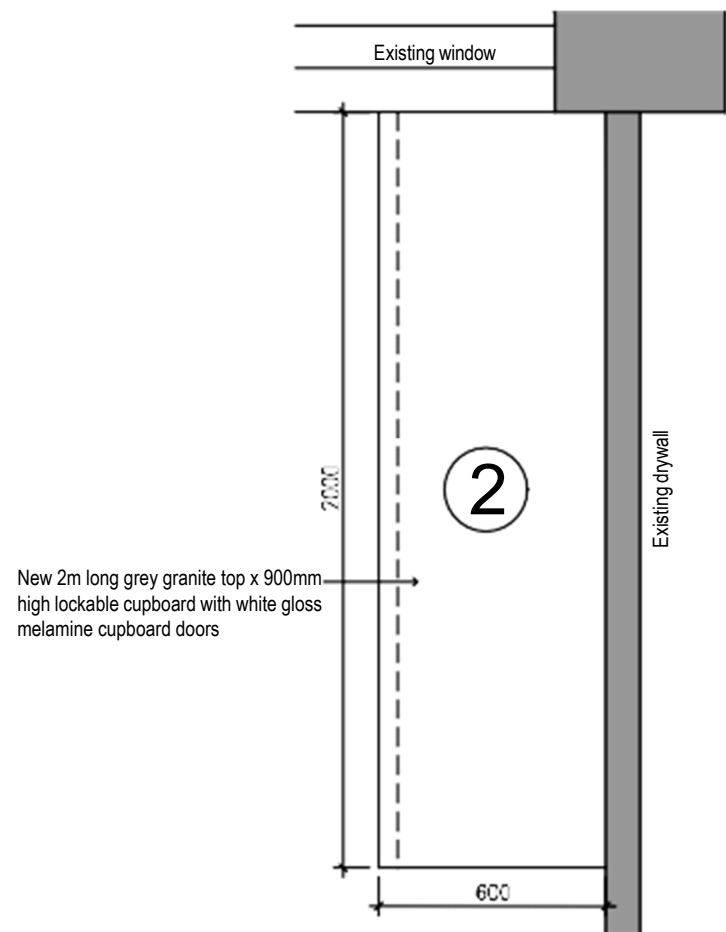 Existing window
2000
2
Existing drywall
New 2m long grey granite top x 900mm
high lockable cupboard with white gloss
melamine cupboard doors
600